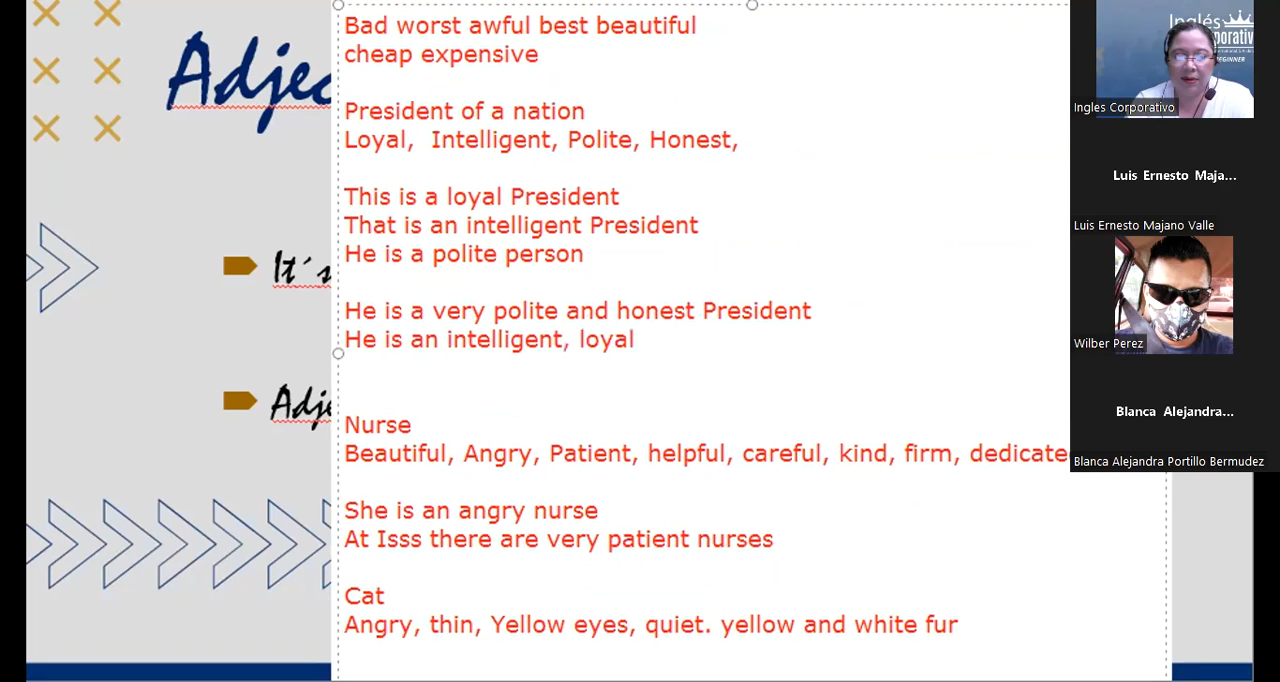 Adjec
It´s
Adje
Bad worst awful best beautiful
cheap expensive
President of a nation
Loyal,  Intelligent, Polite, Honest,
This is a loyal President
That is an intelligent President
He is a polite person
He is a very polite and honest President
He is an intelligent, loyal
Nurse
Beautiful, Angry, Patient, helpful, careful, kind, firm, dedicate
She is an angry nurse
At Isss there are very patient nurses
Cat
Angry, thin, Yellow eyes, quiet. yellow and white fur
Inglés
porativ
EGINNER
Ingles Corporativo
Luis Ernesto Maja...
Luis Ernesto Majano Valle
Wilber Perez
Blanca Alejandra...
Blanca Alejandra Portillo Bermudez